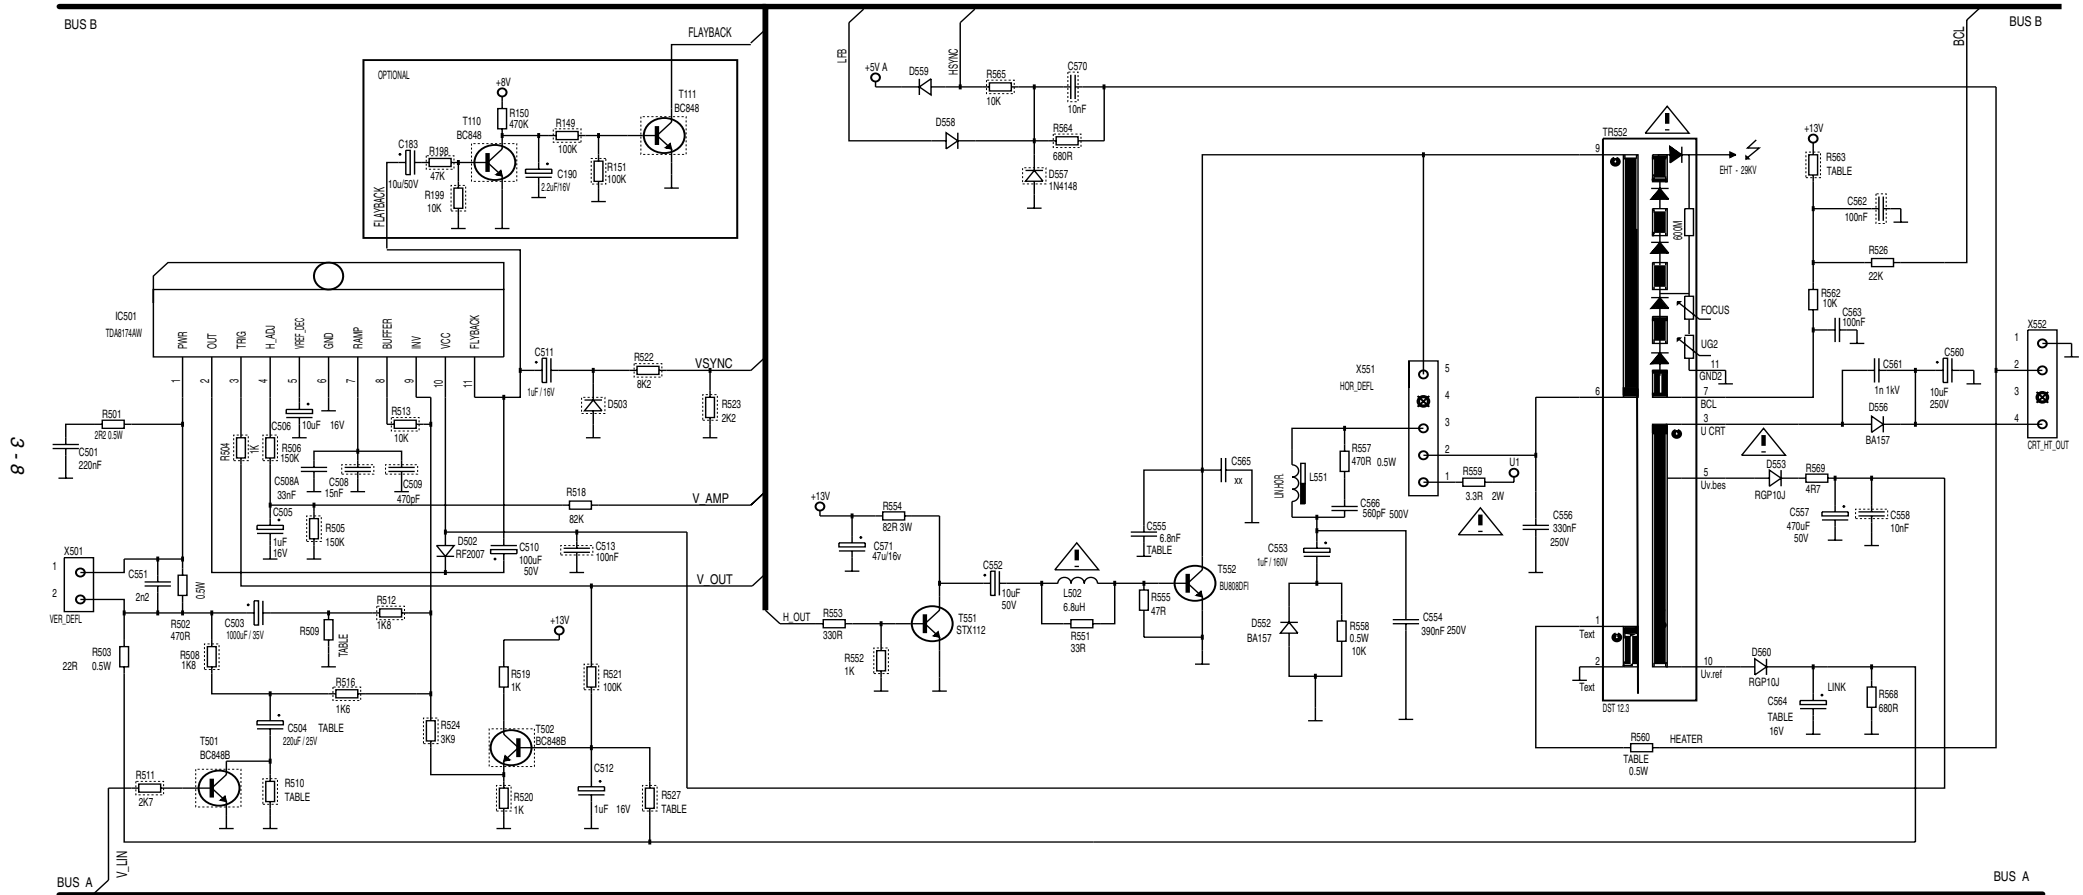 BUS B
BUS B
FLAYBACK
LFB
HSYNC
BCL
OPTIONAL
+8V
R150
470K
T110
BC848
T111
BC848
C183
10u/50V
R198
47K
R199
10K
R149
100K
C190
2.2uF/16V
R151
100K
FLAYBACK
+5V A
D559
R565
10K
C570
10nF
D558
R564
680R
D557
1N4148
TR552
9
EHT - 29KV
600M
FOCUS
UG2
11
GND2
6
7
BCL
3
U CRT
5
Uv.bes
1
Text
2
Text
10
Uv.ref
DST 12.3
+13V
R563
TABLE
C562
100nF
R526
22K
R562
10K
C563
100nF
C561
1n 1kV
C560
10uF
250V
D556
BA157
X552
1
2
3
4
CRT_HT_OUT
D553
RGP10J
R569
4R7
C557
470uF
50V
C558
10nF
D560
RGP10J
LINK
C564
TABLE
16V
R568
680R
R560
TABLE
0.5W
HEATER
IC501
TDA8174AW
PWR
OUT
TRIG
H_ADJ
VREF_DEC
GND
RAMP
BUFFER
INV
VCC
FLYBACK
1
2
3
4
5
6
7
8
9
10
11
C511
1uF / 16V
R522
8K2
VSYNC
D503
R523
2K2
R501
2R2 0.5W
C501
220nF
R504
1K
C506
10uF
16V
R506
150K
R513
10K
C508A
33nF
C508
15nF
C509
470pF
R518
82K
V_AMP
C505
1uF
16V
R505
150K
D502
RF2007
C510
100uF
50V
C513
100nF
V_OUT
X501
1
2
VER_DEFL
C551
2n2
0.5W
R502
470R
C503
1000uF / 35V
R509
TABLE
R512
1K8
R503
22R
0.5W
R508
1K8
R516
1K6
C504
220uF / 25V
TABLE
T501
BC848B
R511
2K7
R510
TABLE
R524
3K9
+13V
R519
1K
R521
100K
T502
BC848B
R520
1K
C512
1uF
16V
R527
TABLE
H_OUT
R553
330R
R552
1K
+13V
C571
47u/16v
R554
82R 3W
T551
STX112
C552
10uF
50V
L502
6.8uH
R551
33R
R555
47R
C555
6.8nF
TABLE
C565
xx
T552
BU808DFI
X551
HOR_DEFL
5
4
3
2
1
LIN.HOR
L551
R557
470R
0.5W
C566
560pF
500V
R559
3.3R
2W
U1
C553
1uF / 160V
D552
BA157
R558
0.5W
10K
C554
390nF 250V
C556
330nF
250V
V_LIN
3 - 8
BUS A
BUS A